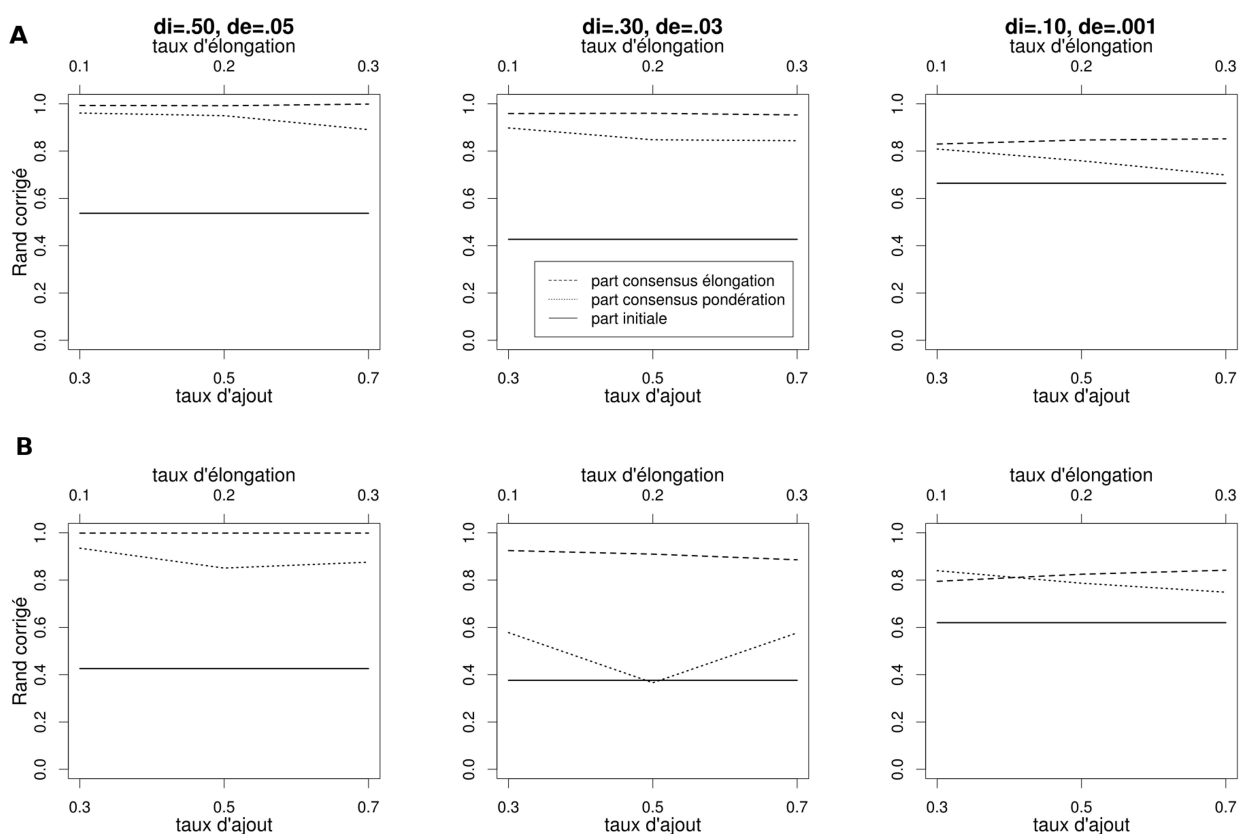 A
di=.50, de=.05
taux d'élongation
0.1 0.2 0.3
1.0
0.8
0.6
0.4
0.2
0.0
Rand corrigé
0.3 0.5 0.7
taux d'ajout
di=.30, de=.03
taux d'élongation
0.1 0.2 0.3
1.0
0.8
0.6
0.4
0.2
0.0
part consensus élongation
part consensus pondération
part initiale
0.3 0.5 0.7
taux d'ajout
di=.10, de=.001
taux d'élongation
0.1 0.2 0.3
1.0
0.8
0.6
0.4
0.2
0.0
0.3 0.5 0.7
taux d'ajout
B
taux d'élongation
0.1 0.2 0.3
1.0
0.8
0.6
0.4
0.2
0.0
Rand corrigé
0.3 0.5 0.7
taux d'ajout
taux d'élongation
0.1 0.2 0.3
1.0
0.8
0.6
0.4
0.2
0.0
0.3 0.5 0.7
taux d'ajout
taux d'élongation
0.1 0.2 0.3
1.0
0.8
0.6
0.4
0.2
0.0
0.3 0.5 0.7
taux d'ajout